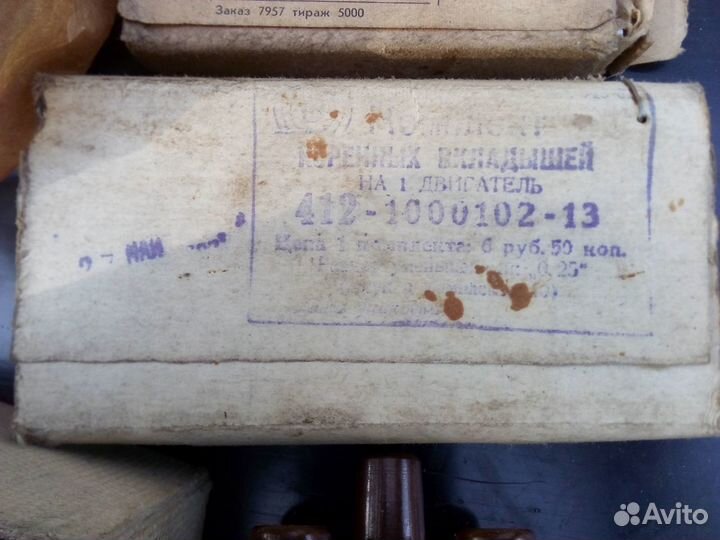 Заказ 7957 тираж 5000
КОМПЛЕКТ
КОРЕННЫХ ВКЛАДЫШЕЙ
НА 1 ДВИГАТЕЛЬ
412-1000102-13
Цена 1 комплекта: 6 руб. 50 коп.
„0,25"
МАЙ
Avito